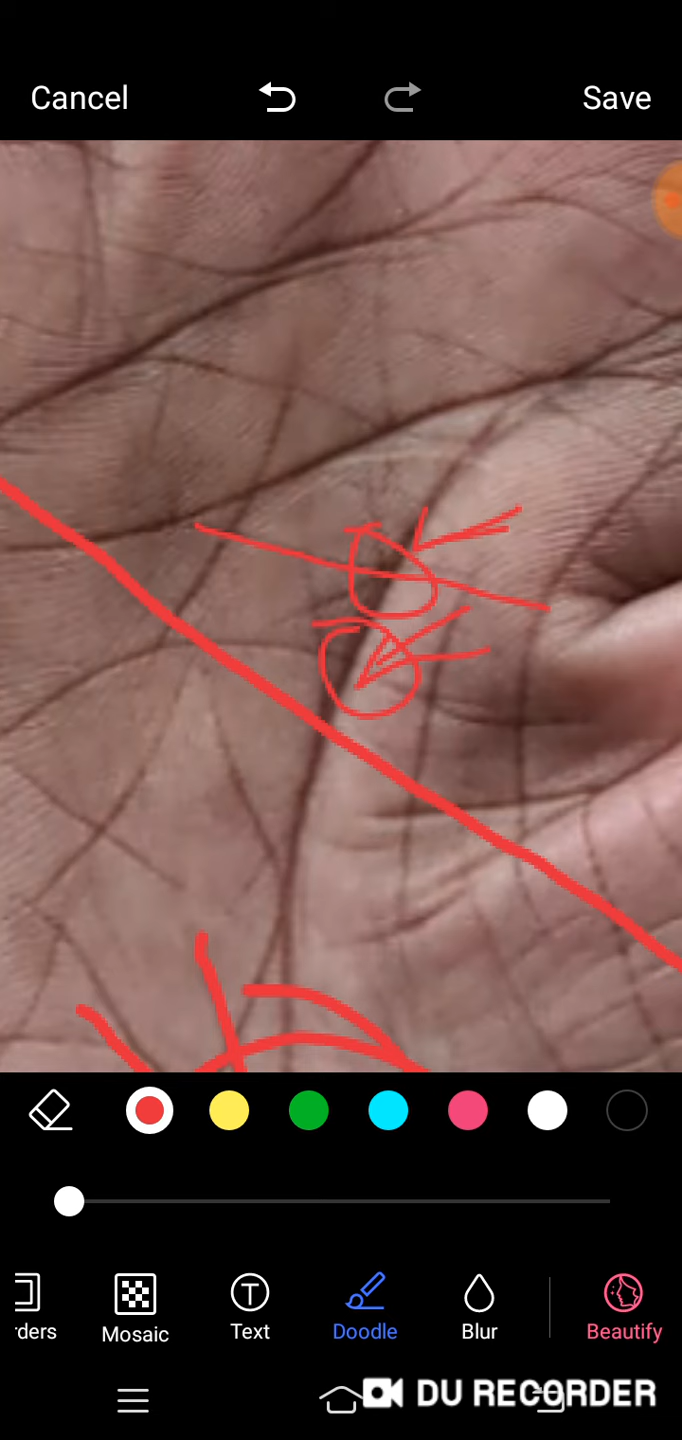 Cancel
Save
rders
Mosaic
T
Text
Doodle
Blur
Beautify
DU RECORDER